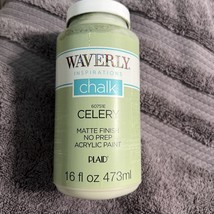 WAVERLY
INSPIRATIONS
chalk
CELERY
MATTE FINISH
NO PREP
ACRYLIC PAINT
PLAID
16 fl oz 473ml